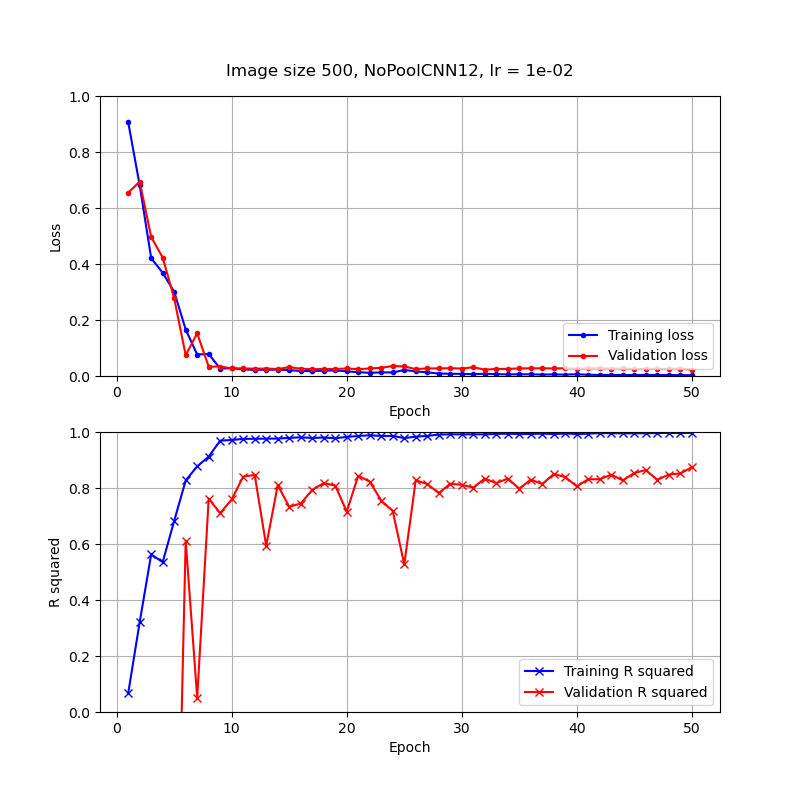 Image size 500, NoPoolCNN12, lr = 1e-02
1.0
0.8
0.6
0.4
0.2
0.0
Loss
Training loss
Validation loss
0 10 20 30 40 50
Epoch
1.0
0.8
0.6
0.4
0.2
0.0
R squared
Training R squared
Validation R squared
0 10 20 30 40 50
Epoch